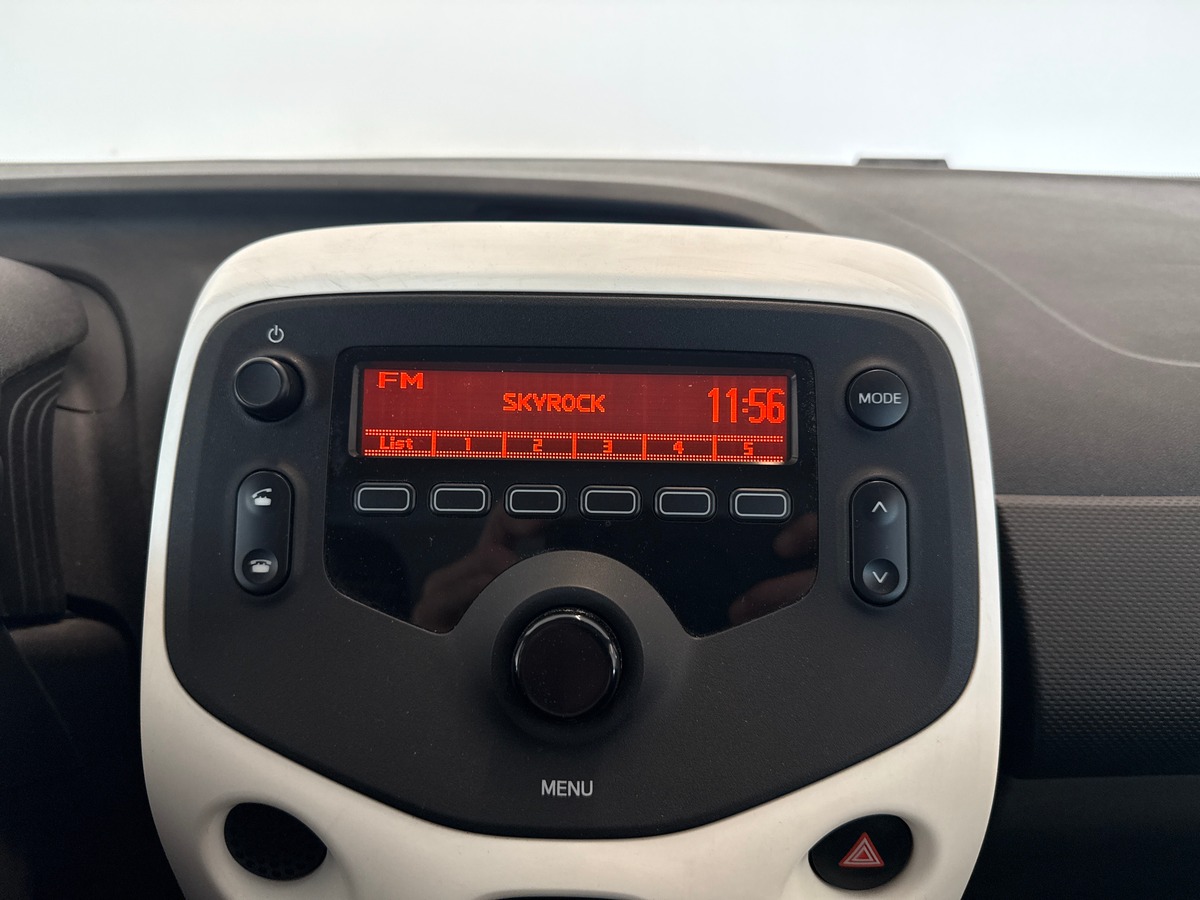 FM
SKYROCK
11:56
List 1 2 3 4 5
MODE
MENU